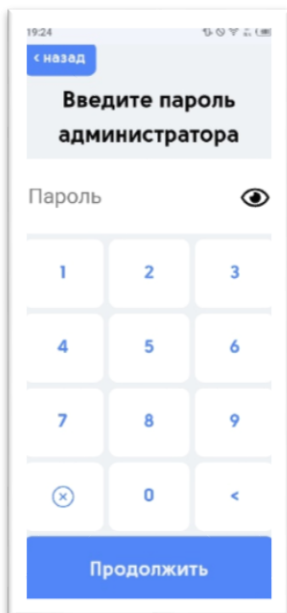 19:24
< назад
Введите пароль
администратора
Пароль
1 2 3
4 5 6
7 8 9
0 <
Продолжить